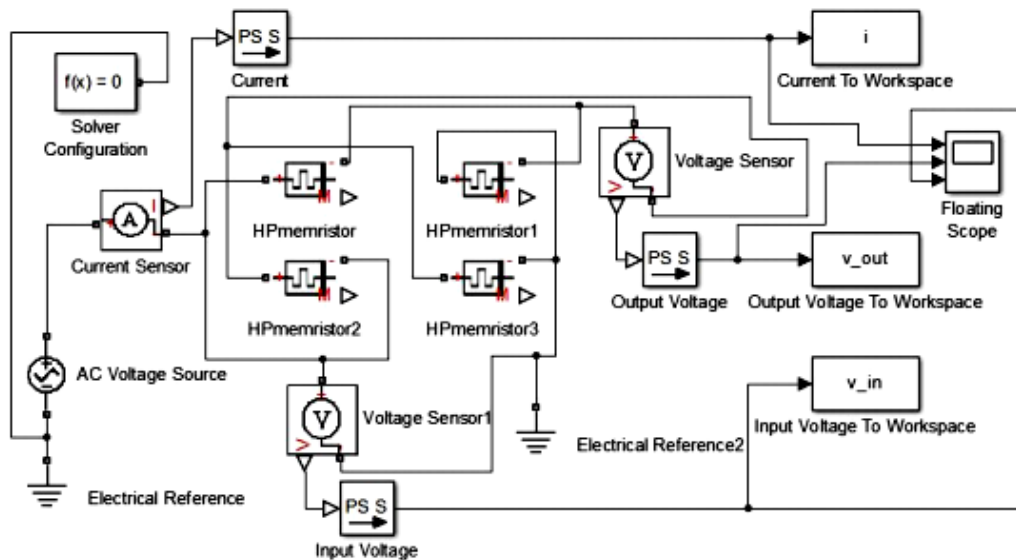 PS S
Current
i
Current To Workspace
f(x) = 0
Solver
Configuration
+
-
M
HPmemristor
+
-
M
HPmemristor1
+
V
V
Voltage Sensor
Floating
Scope
+
A
I
Current Sensor
+
-
M
HPmemristor2
+
-
M
HPmemristor3
PS S
Output Voltage
v_out
Output Voltage To Workspace
AC Voltage Source
+
V
V
Voltage Sensor1
v_in
Input Voltage To Workspace
Electrical Reference2
Electrical Reference
PS S
Input Voltage